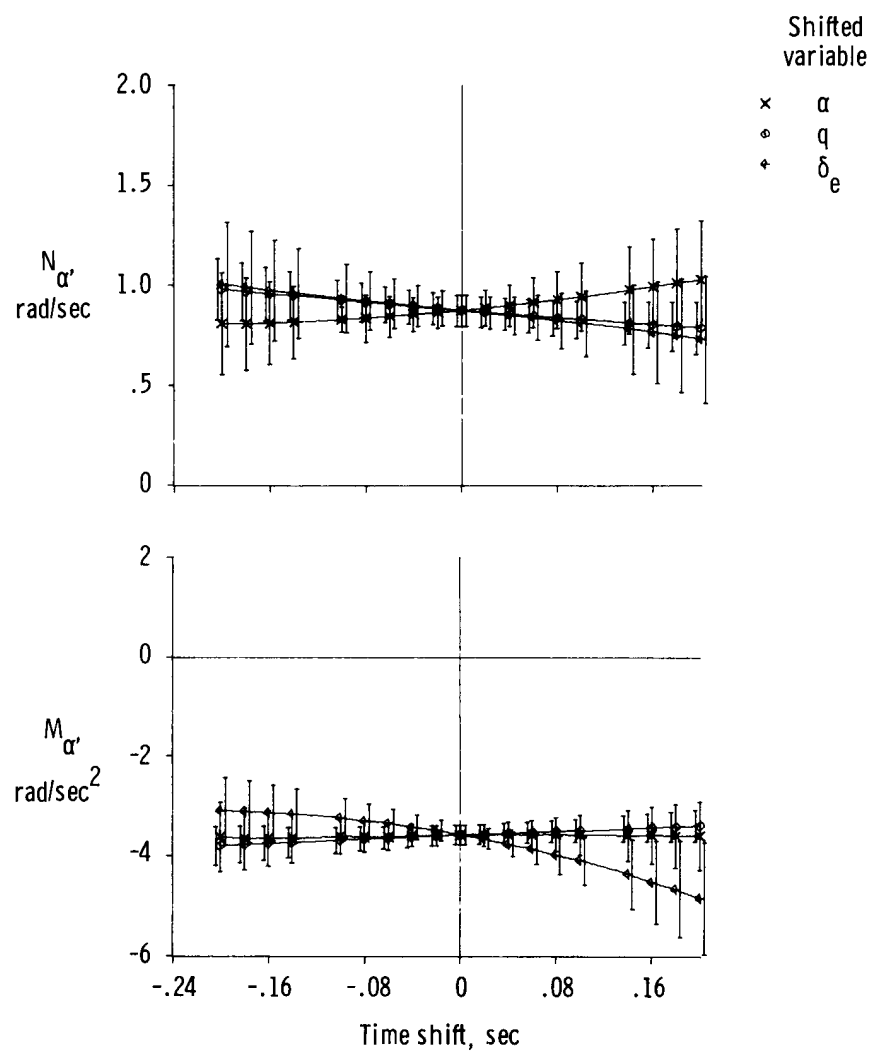 Shifted
variable
α
q
δe
2.0
1.5
Nα,
rad/sec
1.0
.5
0
2
0
-2
Mα,
rad/sec2
-4
-6
-.24 -.16 -.08 0 .08 .16
Time shift, sec